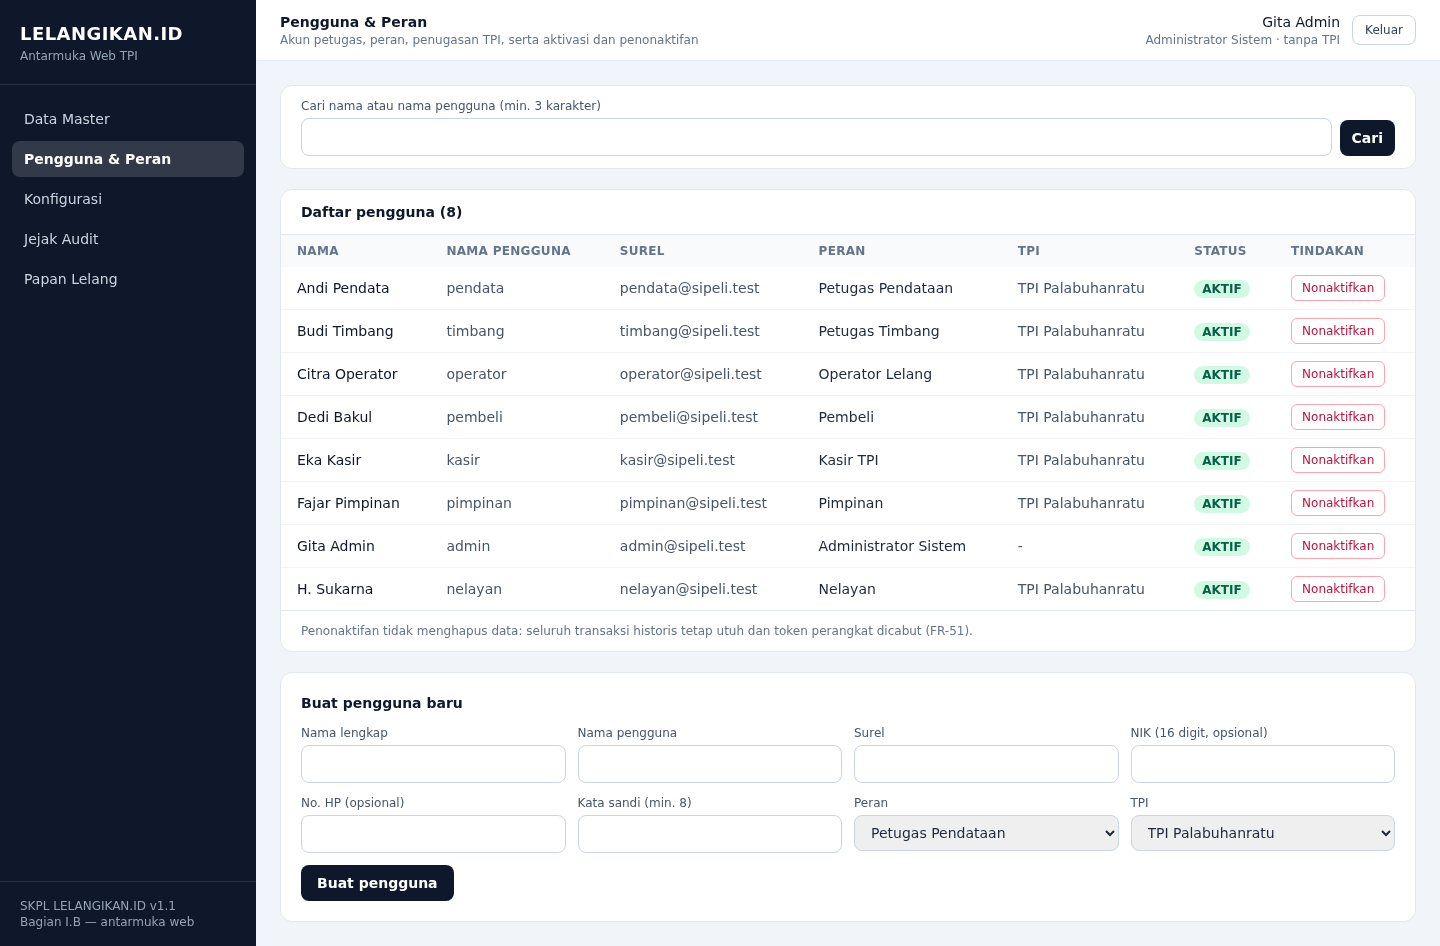 LELANGIKAN.ID
Antarmuka Web TPI
Data Master
Pengguna & Peran
Konfigurasi
Jejak Audit
Papan Lelang
SKPL LELANGIKAN.ID v1.1
Bagian I.B — antarmuka web
Pengguna & Peran
Akun petugas, peran, penugasan TPI, serta aktivasi dan penonaktifan
Gita Admin
Administrator Sistem · tanpa TPI
Keluar
Cari nama atau nama pengguna (min. 3 karakter)
Cari
Daftar pengguna (8)
NAMA NAMA PENGGUNA SUREL PERAN TPI STATUS TINDAKAN
Andi Pendata pendata pendata@sipeli.test Petugas Pendataan TPI Palabuhanratu AKTIF Nonaktifkan
Budi Timbang timbang timbang@sipeli.test Petugas Timbang TPI Palabuhanratu AKTIF Nonaktifkan
Citra Operator operator operator@sipeli.test Operator Lelang TPI Palabuhanratu AKTIF Nonaktifkan
Dedi Bakul pembeli pembeli@sipeli.test Pembeli TPI Palabuhanratu AKTIF Nonaktifkan
Eka Kasir kasir kasir@sipeli.test Kasir TPI TPI Palabuhanratu AKTIF Nonaktifkan
Fajar Pimpinan pimpinan pimpinan@sipeli.test Pimpinan TPI Palabuhanratu AKTIF Nonaktifkan
Gita Admin admin admin@sipeli.test Administrator Sistem - AKTIF Nonaktifkan
H. Sukarna nelayan nelayan@sipeli.test Nelayan TPI Palabuhanratu AKTIF Nonaktifkan
Penonaktifan tidak menghapus data: seluruh transaksi historis tetap utuh dan token perangkat dicabut (FR-51).
Buat pengguna baru
Nama lengkap Nama pengguna Surel NIK (16 digit, opsional)
No. HP (opsional) Kata sandi (min. 8) Peran TPI
Petugas Pendataan TPI Palabuhanratu
Buat pengguna